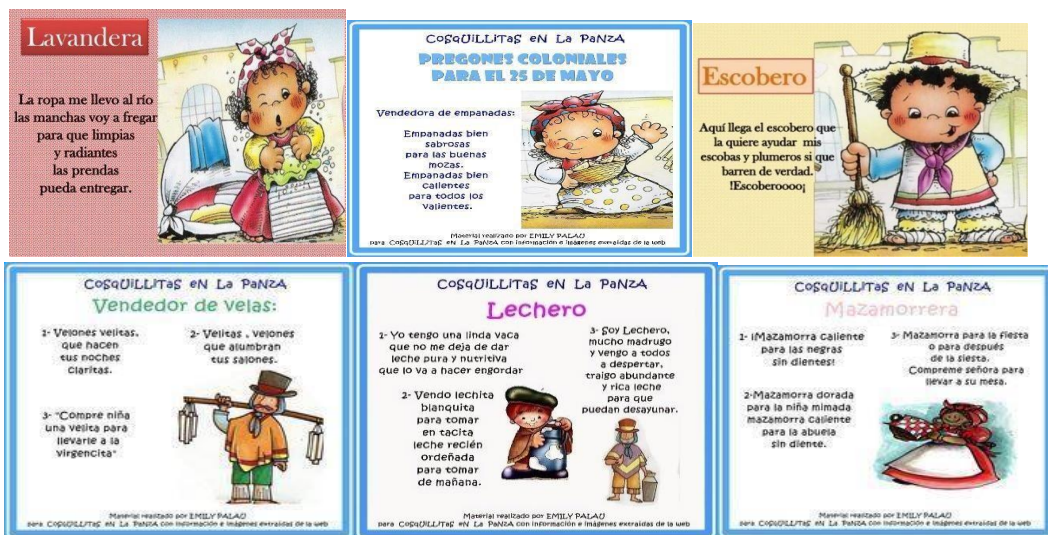 Lavandera
La ropa me llevo al río
las manchas voy a fregar
para que limpias
y radiantes
las prendas
pueda entregar.
CoSqUiLLiTaS eN La PaNzA
PREGONES COLONIALES
PARA EL 25 DE MAYO
Vendedora de empanadas:
Empanadas bien
sabrosas
para las buenas
mozas.
Empanadas bien
calientes
para todos los
valientes.
Material realizado por EMILY PALAU
para CoSqUiLLiTaS eN La PaNzA con información e imágenes extraídas de la web
Escobero
Aquí llega el escobero que
la quiere ayudar mis
escobas y plumeros si que
barren de verdad.
!Escoberoooo¡
CoSqUiLLiTaS eN La PaNzA
Vendedor de velas:
1- Velones velitas,
que hacen
tus noches
claritas.
2- Velitas , velones
que alumbran
tus salones.
3- "Compre niña
una velita para
llevarle a la
virgencita"
CoSqUiLLiTaS eN La PaNzA
Lechero
1- Yo tengo una linda vaca
que no me deja de dar
leche pura y nutritiva
que lo va a hacer engordar
2- Vendo lechita
blanquita
para tomar
en tacita
leche recién
ordeñada
para tomar
de mañana.
3- Soy Lechero,
mucho madrugo
y vengo a todos
a despertar,
traigo abundante
y rica leche
para que
puedan desayunar.
Material realizado por EMILY PALAU
para CoSqUiLLiTaS eN La PaNzA con información e imágenes extraídas de la web
CoSqUiLLiTaS eN La PaNzA
Mazamorrera
1- ¡Mazamorra caliente
para las negras
sin dientes!
2-Mazamorra dorada
para la niña mimada
mazamorra caliente
para la abuela
sin diente.
3- Mazamorra para la fiesta
o para después
de la siesta.
Compreme señora para
llevar a su mesa.
Material realizado por EMILY PALAU
para CoSqUiLLiTaS eN La PaNzA con información e imágenes extraídas de la web
Material realizado por EMILY PALAU
para CoSqUiLLiTaS eN La PaNzA con información e imágenes extraídas de la web